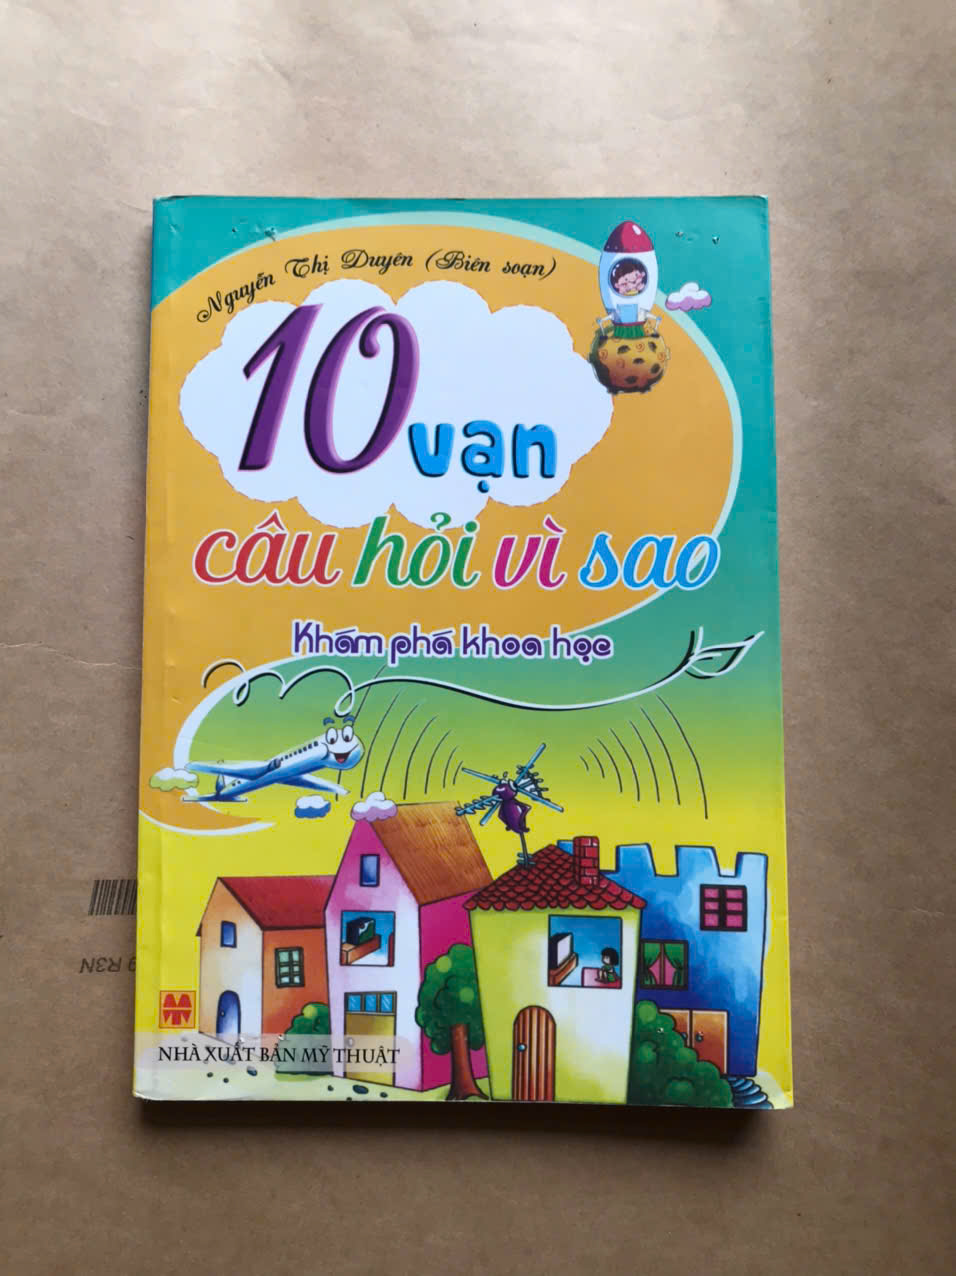 Nguyễn Thị Duyên (Biên soạn)
10 vạn
câu hỏi vì sao
Khám phá khoa học
NHÀ XUẤT BẢN MỸ THUẬT